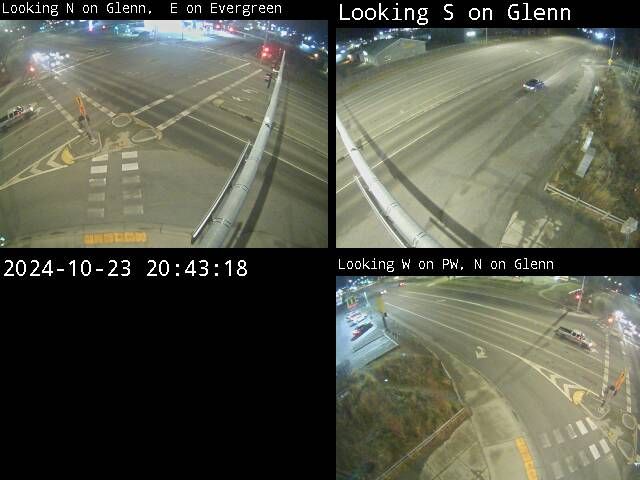 Looking N on Glenn, E on Evergreen
Looking S on Glenn
2024-10-23 20:43:18
Looking W on PW, N on Glenn